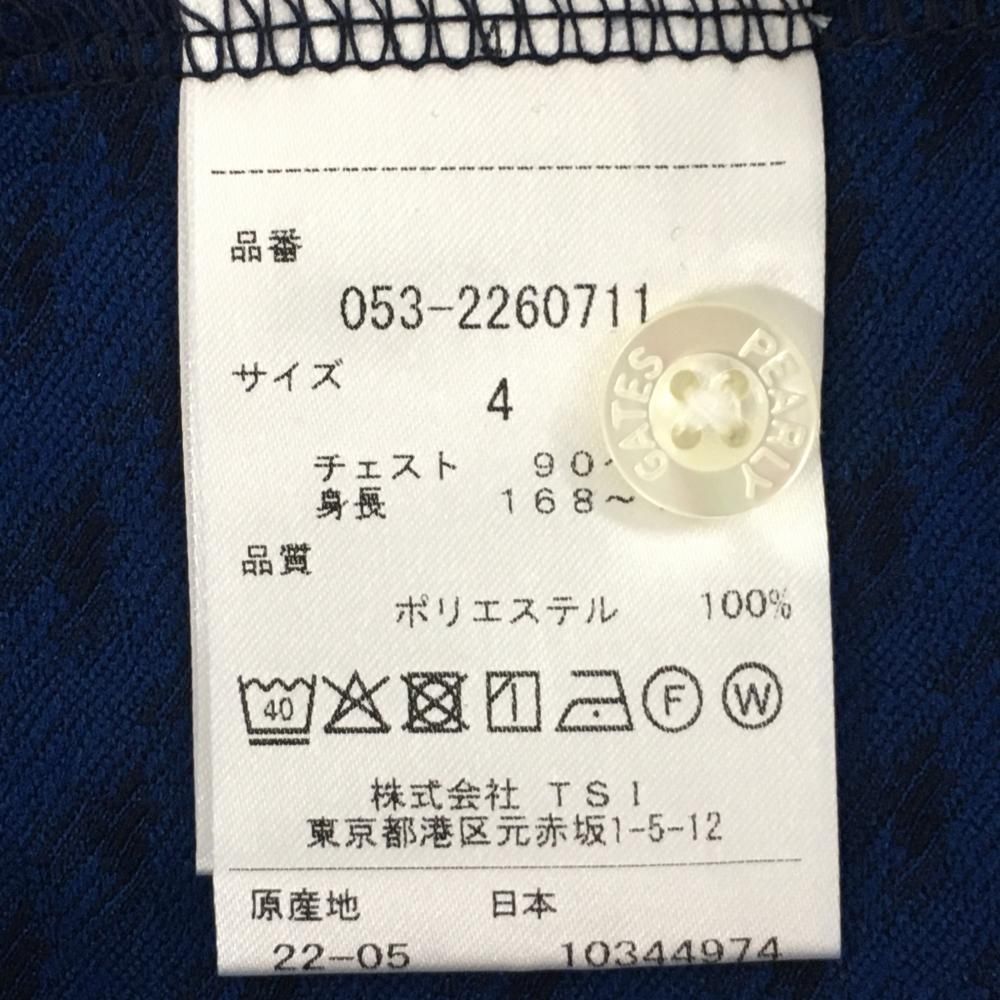 品番
053-2260711
サイズ
4
チェスト 90
身長 168~
品質
ポリエステル 100%
40
F
W
株式会社 TSI
東京都港区元赤坂1-5-12
原産地 日本
22-05 10344974
PEARLY GATES